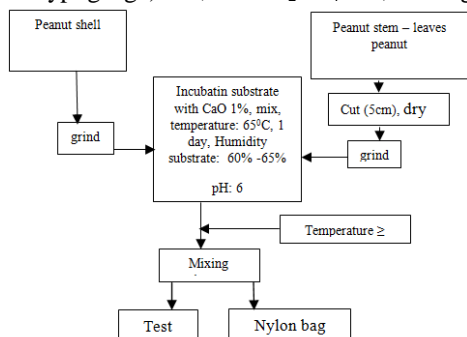 Peanut shell
Peanut stem – leaves
peanut
Incubatin substrate
with CaO 1%, mix,
temperature: 65⁰C, 1
day, Humidity
substrate: 60% -65%
pH: 6
Cut (5cm), dry
grind
grind
Temperature ≥
Mixing
Test
Nylon bag